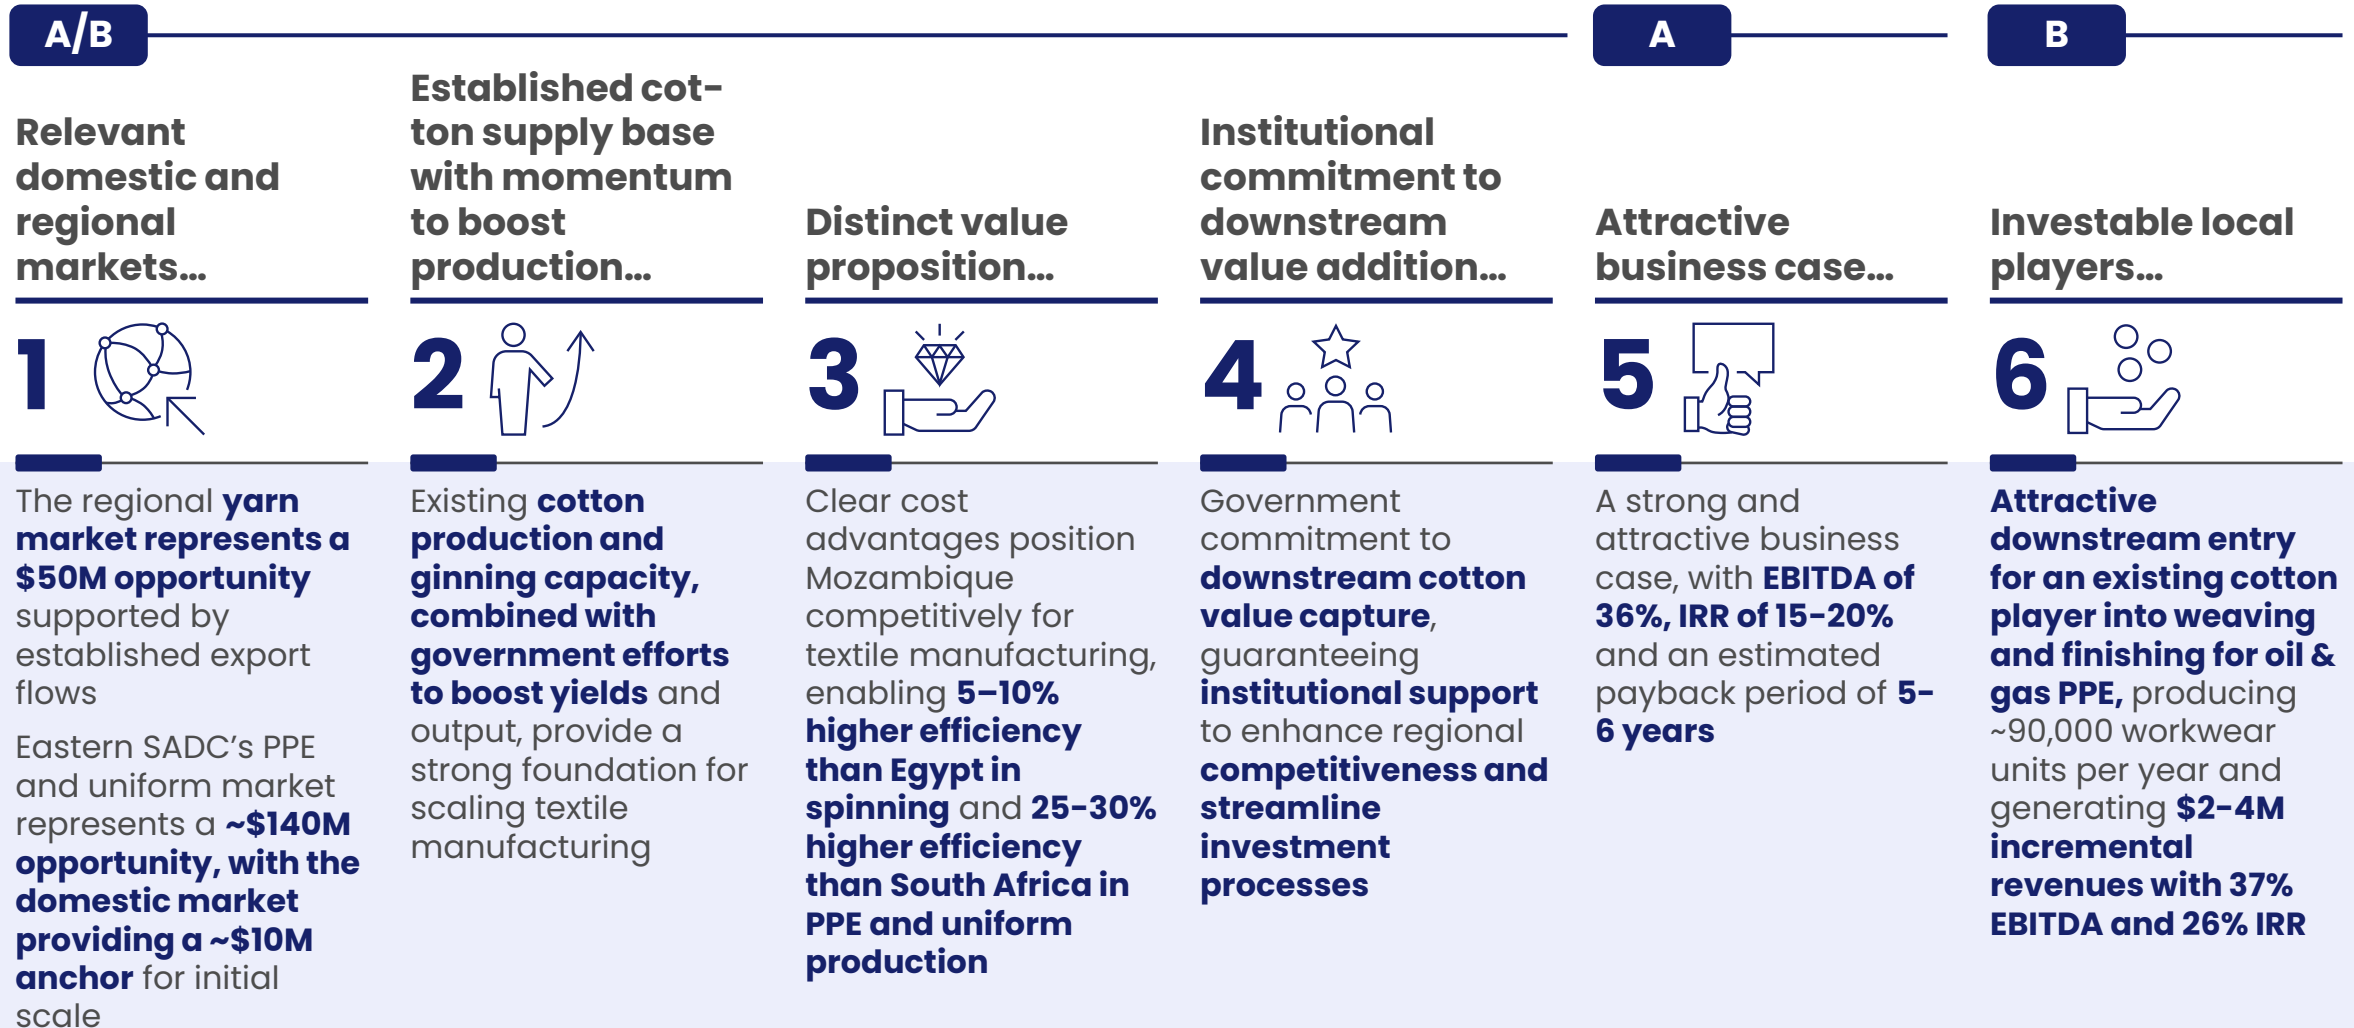 A/B
A
B
Relevant
domestic and
regional
markets...
Established cot-
ton supply base
with momentum
to boost
production...
Distinct value
proposition...
Institutional
commitment to
downstream
value addition...
Attractive
business case...
Investable local
players...
1
2
3
4
5
6
The regional yarn
market represents a
$50M opportunity
supported by
established export
flows
Eastern SADC’s PPE
and uniform market
represents a ~$140M
opportunity, with the
domestic market
providing a ~$10M
anchor for initial
scale
Existing cotton
production and
ginning capacity,
combined with
government efforts
to boost yields and
output, provide a
strong foundation for
scaling textile
manufacturing
Clear cost
advantages position
Mozambique
competitively for
textile manufacturing,
enabling 5–10%
higher efficiency
than Egypt in
spinning and 25-30%
higher efficiency
than South Africa in
PPE and uniform
production
Government
commitment to
downstream cotton
value capture,
guaranteeing
institutional support
to enhance regional
competitiveness and
streamline
investment
processes
A strong and
attractive business
case, with EBITDA of
36%, IRR of 15-20%
and an estimated
payback period of 5-
6 years
Attractive
downstream entry
for an existing cotton
player into weaving
and finishing for oil &
gas PPE, producing
~90,000 workwear
units per year and
generating $2-4M
incremental
revenues with 37%
EBITDA and 26% IRR